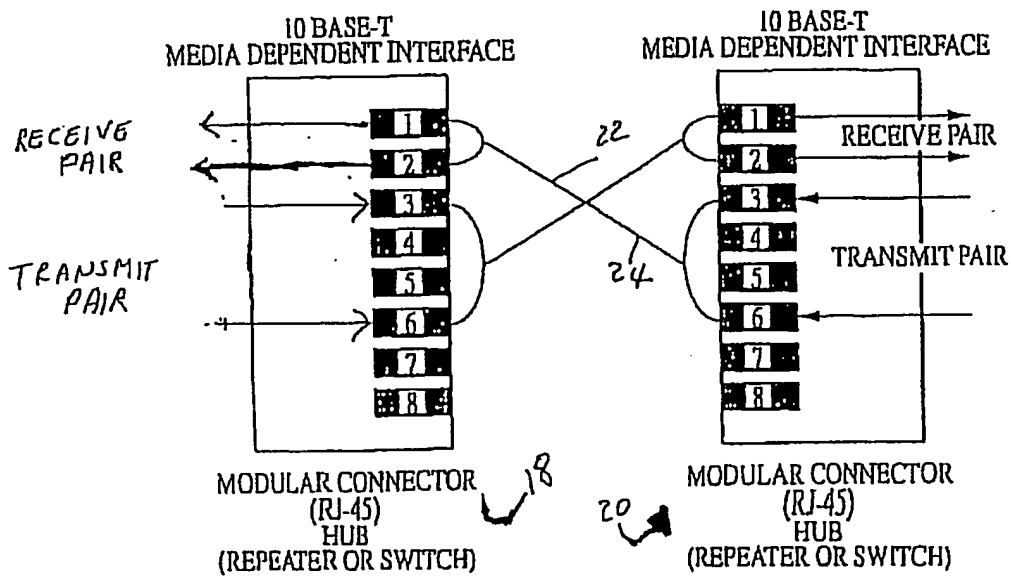 10 BASE-T
MEDIA DEPENDENT INTERFACE
10 BASE-T
MEDIA DEPENDENT INTERFACE
RECEIVE
PAIR
TRANSMIT
PAIR
1
2
3
4
5
6
7
8
22
24
1
2
3
4
5
6
7
8
RECEIVE PAIR
TRANSMIT PAIR
MODULAR CONNECTOR
(RJ-45)
HUB
(REPEATER OR SWITCH)
18
20
MODULAR CONNECTOR
(RJ-45)
HUB
(REPEATER OR SWITCH)